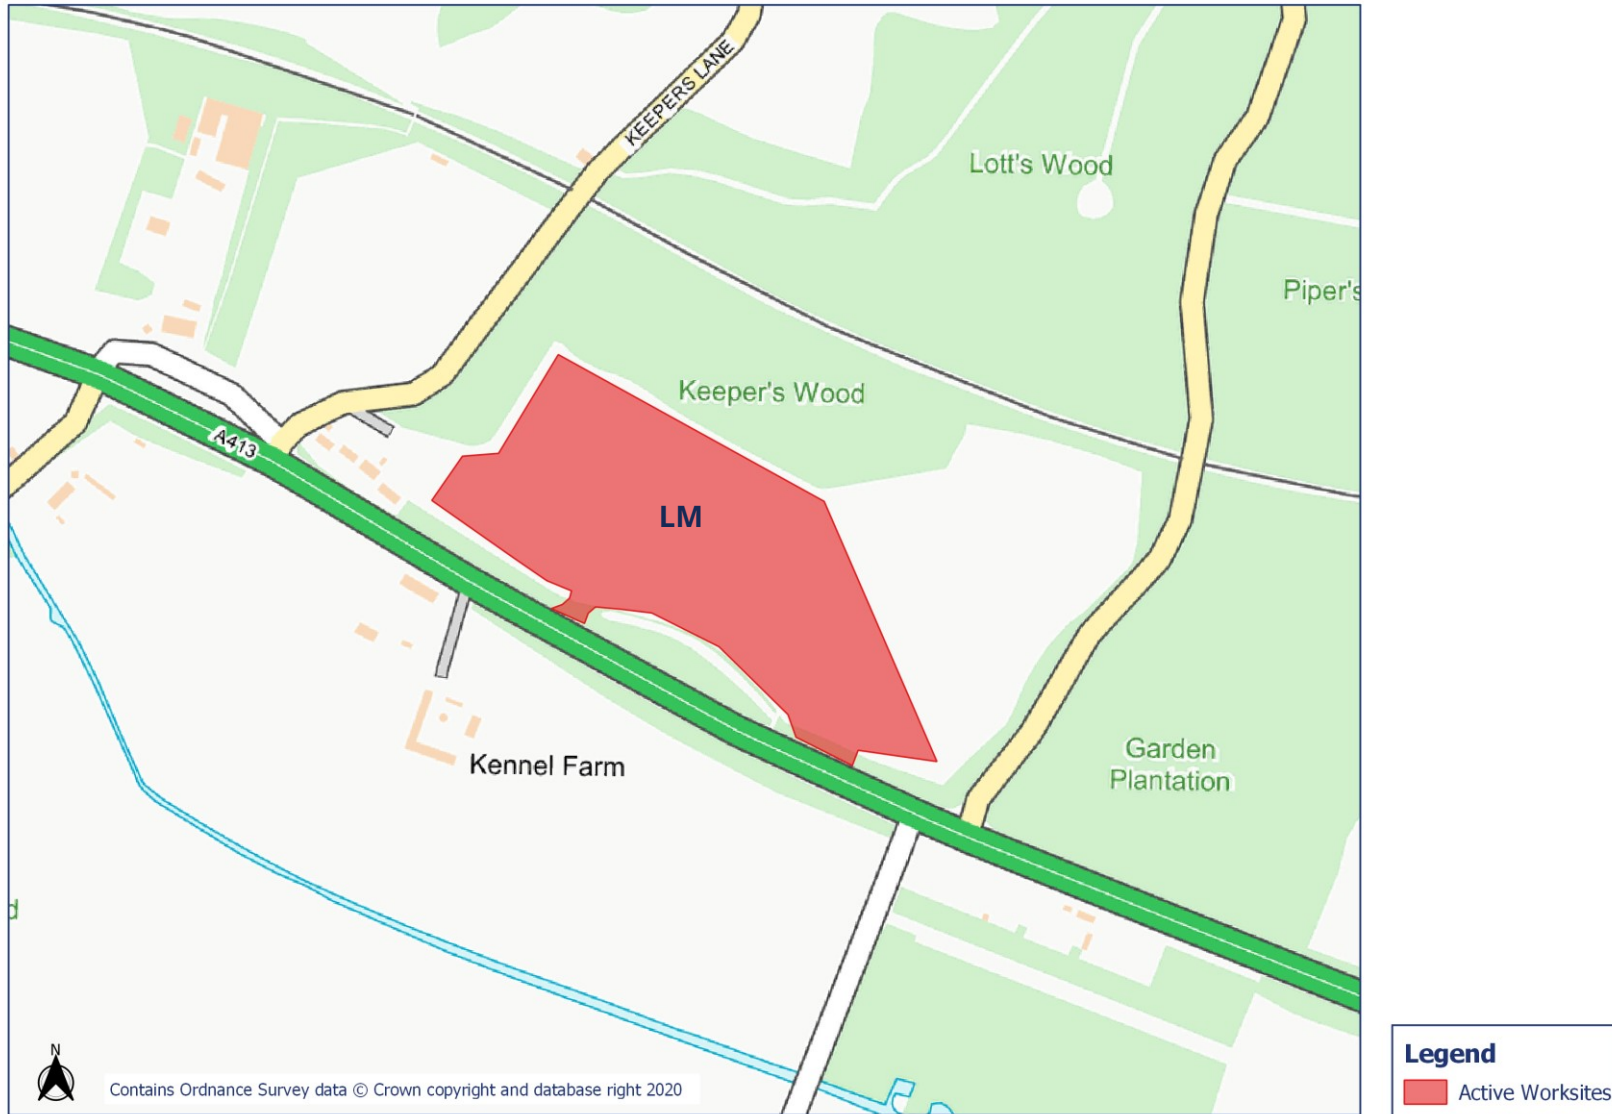 KEEPERS LANE
Lott's Wood
Piper's
Keeper's Wood
A413
LM
Kennel Farm
Garden
Plantation
d
N
Contains Ordnance Survey data © Crown copyright and database right 2020
Legend
Active Worksites